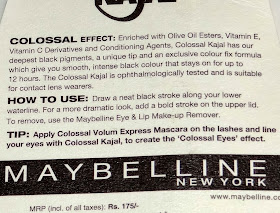 KAJAL
COLOSSAL EFFECT: Enriched with Olive Oil Esters, Vitamin E,
Vitamin C Derivatives and Conditioning Agents, Colossal Kajal has our
deepest black pigments, a unique tip and an exclusive colour fix formula
which give you smooth, intense black colour that stays on for up to
12 hours. The Colossal Kajal is ophthalmologically tested and is suitable
for contact lens wearers.
HOW TO USE: Draw a neat black stroke along your lower
waterline. For a more dramatic look, add a bold stroke on the upper lid.
To remove, use the Maybelline Eye & Lip Make-up Remover.
TIP: Apply Colossal Volum Express Mascara on the lashes and line
your eyes with Colossal Kajal, to create the 'Colossal Eyes' effect.
MAYBELLINE
NEW YORK
MRP (incl. of all taxes): Rs. 175/-
www.maybelline.co